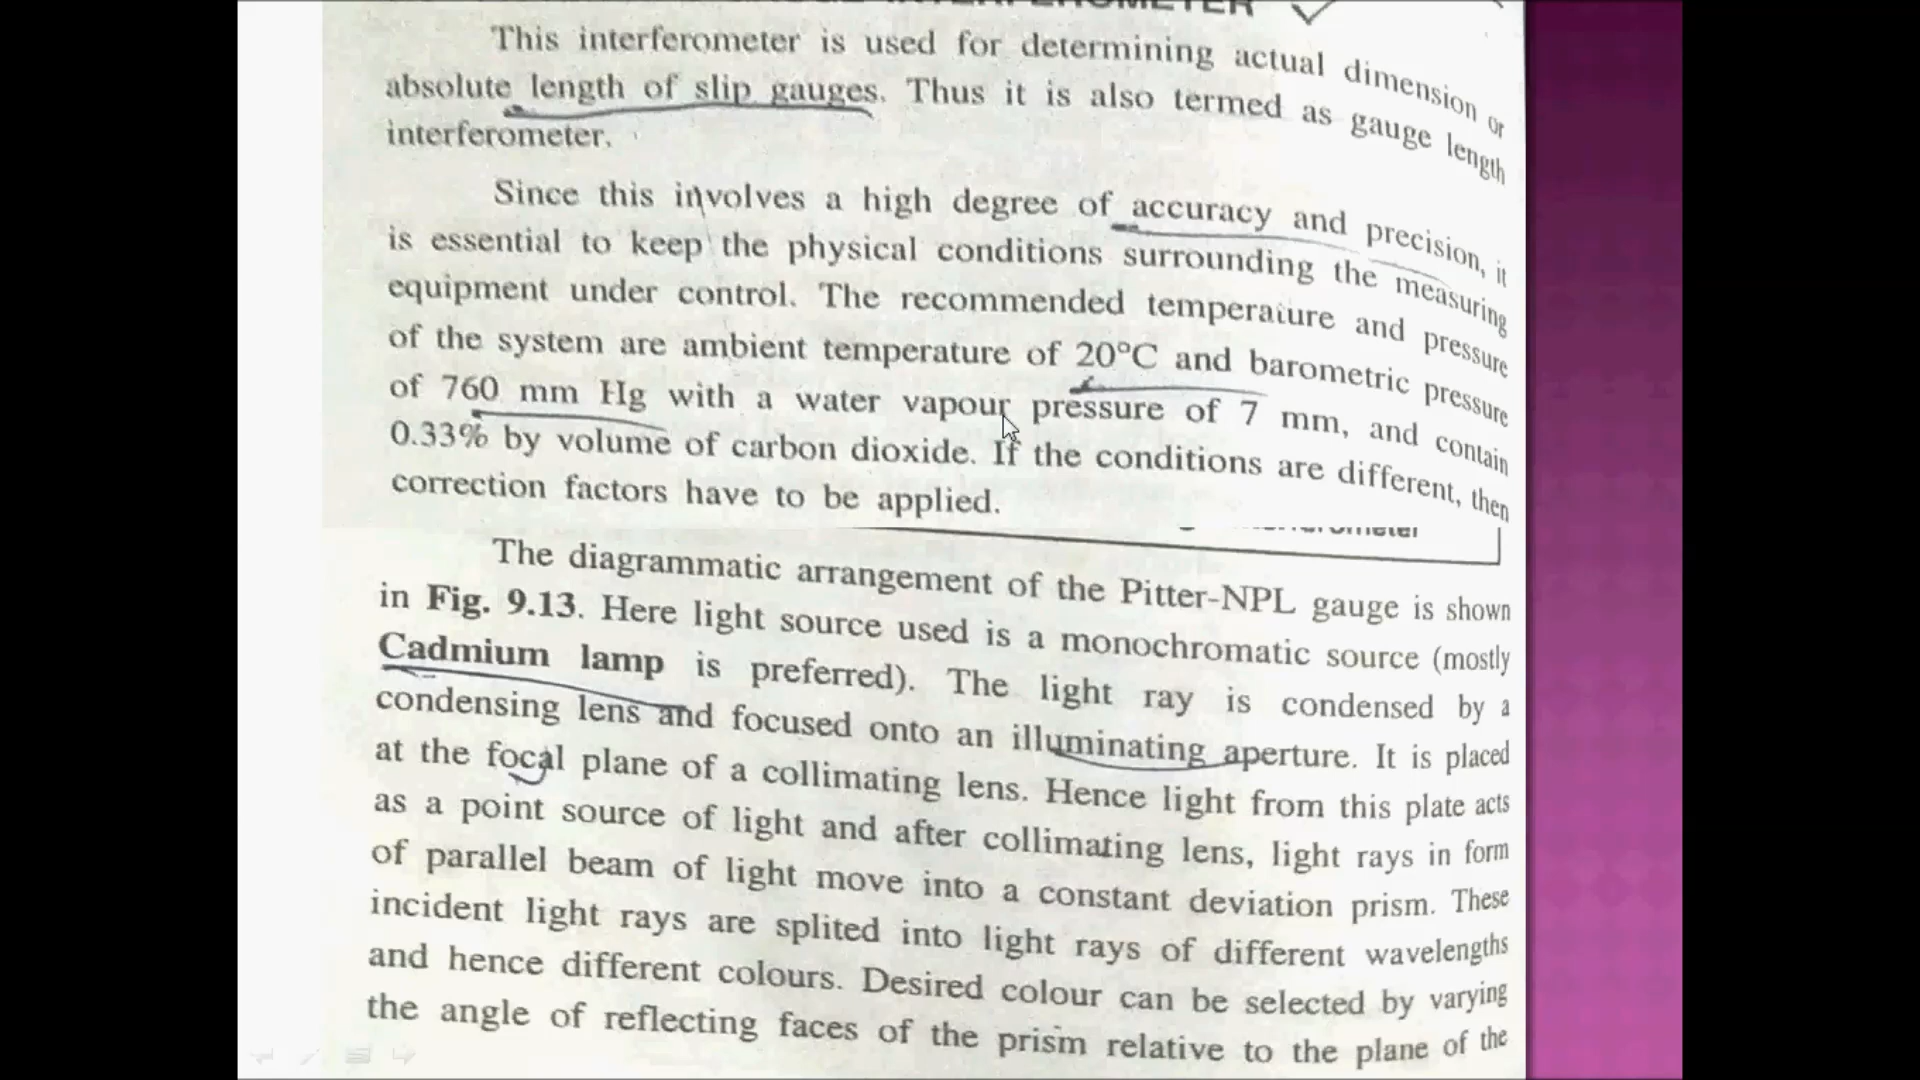 INTERFEROMETER
This interferometer is used for determining actual dimension or
absolute length of slip gauges. Thus it is also termed as gauge length
interferometer.
Since this involves a high degree of accuracy and precision, it
is essential to keep the physical conditions surrounding the measuring
equipment under control. The recommended temperature and pressure
of the system are ambient temperature of 20°C and barometric pressure
of 760 mm Hg with a water vapour pressure of 7 mm, and contain
0.33% by volume of carbon dioxide. If the conditions are different, then
correction factors have to be applied.
The diagrammatic arrangement of the Pitter-NPL gauge is shown
in Fig. 9.13. Here light source used is a monochromatic source (mostly
Cadmium lamp is preferred). The light ray is condensed by a
condensing lens and focused onto an illuminating aperture. It is placed
at the focal plane of a collimating lens. Hence light from this plate acts
as a point source of light and after collimating lens, light rays in form
of parallel beam of light move into a constant deviation prism. These
incident light rays are splited into light rays of different wavelengths
and hence different colours. Desired colour can be selected by varying
the angle of reflecting faces of the prism relative to the plane of the